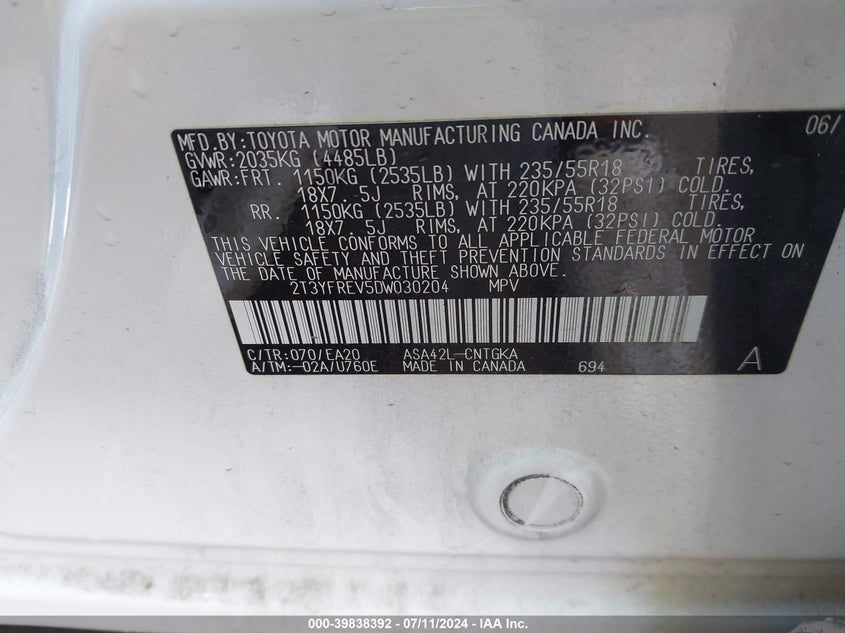 MFD.BY:TOYOTA MOTOR MANUFACTURING CANADA INC. 06/
GVWR:2035KG (4485LB)
GAWR:FRT. 1150KG (2535LB) WITH 235/55R18 TIRES,
18X7. 5J RIMS, AT 220KPA (32PSI) COLD.
RR. 1150KG (2535LB) WITH 235/55R18 TIRES,
18X7. 5J RIMS, AT 220KPA (32PSI) COLD.
THIS VEHICLE CONFORMS TO ALL APPLICABLE FEDERAL MOTOR
VEHICLE SAFETY AND THEFT PREVENTION STANDARDS IN EFFECT ON
THE DATE OF MANUFACTURE SHOWN ABOVE.
2T3YFREV5DW030204 MPV
C/TR:070/EA20 ASA42L-CNTGKA
A/TM:-02A/U760E MADE IN CANADA 694 A
000-39838392 - 07/11/2024 - IAA Inc.